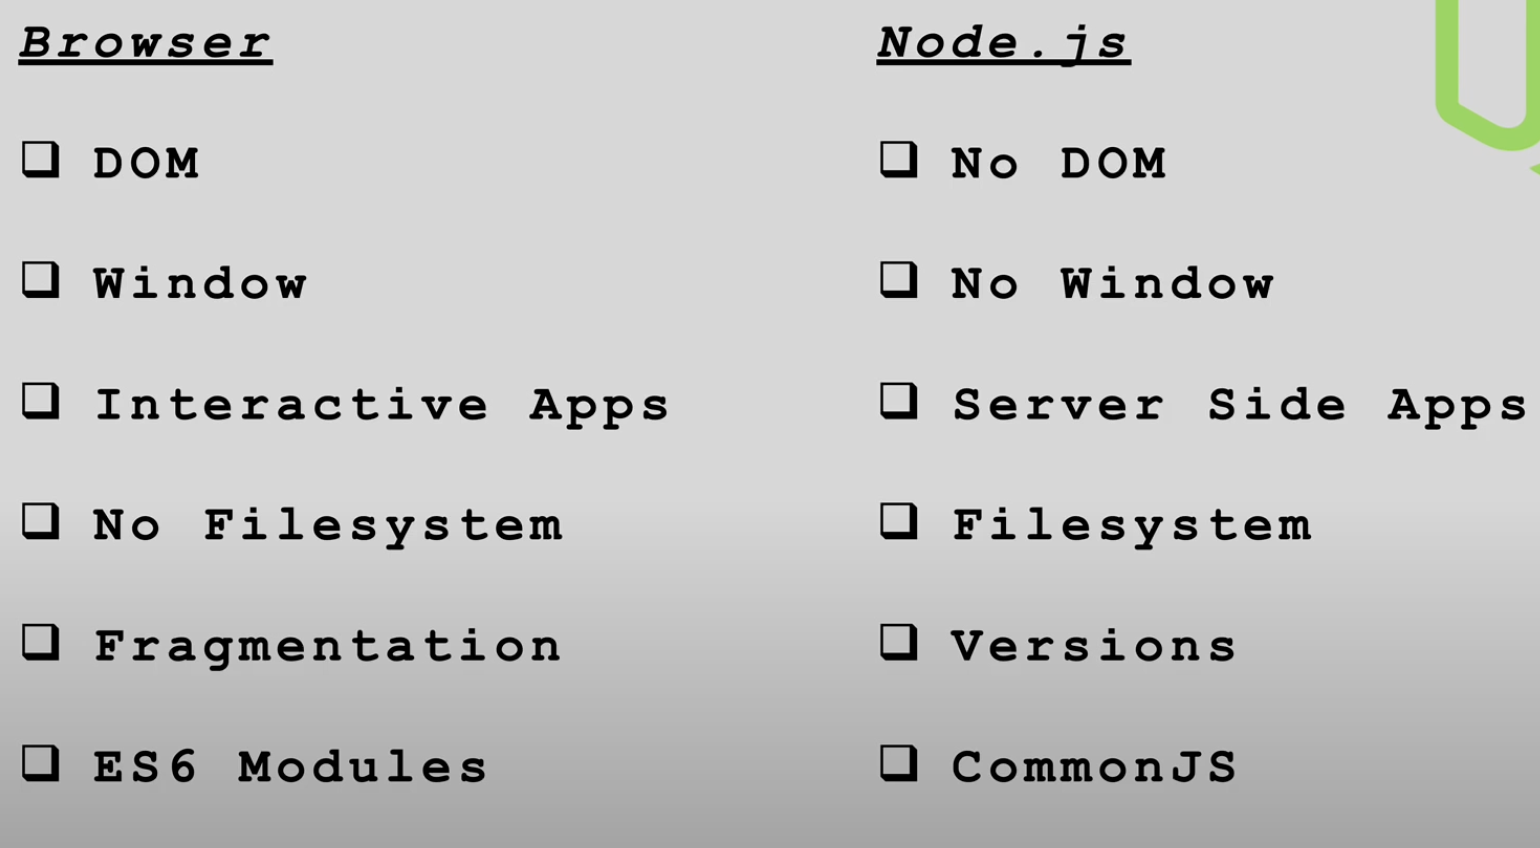 Browser
❑ DOM
❑ Window
❑ Interactive Apps
❑ No Filesystem
❑ Fragmentation
❑ ES6 Modules
Node.js
❑ No DOM
❑ No Window
❑ Server Side Apps
❑ Filesystem
❑ Versions
❑ CommonJS